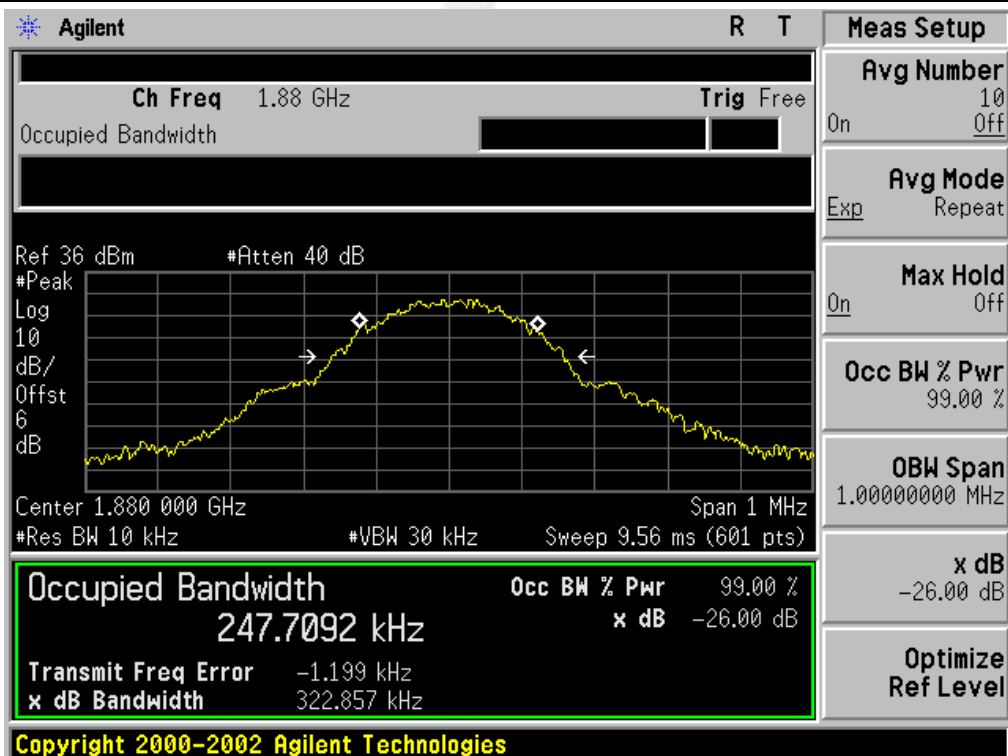 Agilent R T
Ch Freq 1.88 GHz Trig Free
Occupied Bandwidth
Ref 36 dBm #Atten 40 dB
#Peak
Log
10
dB/
Offst
6
dB
Center 1.880 000 GHz Span 1 MHz
#Res BW 10 kHz #VBW 30 kHz Sweep 9.56 ms (601 pts)
Occupied Bandwidth Occ BW % Pwr 99.00 %
247.7092 kHz x dB -26.00 dB
Transmit Freq Error -1.199 kHz
x dB Bandwidth 322.857 kHz
Copyright 2000-2002 Agilent Technologies
Meas Setup
Avg Number
10
On Off
Avg Mode
Exp Repeat
Max Hold
On Off
Occ BW % Pwr
99.00 %
OBW Span
1.00000000 MHz
x dB
-26.00 dB
Optimize
Ref Level